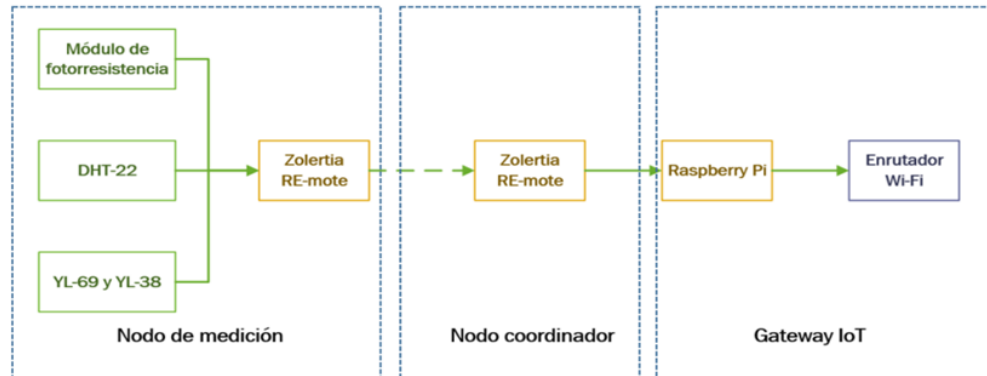 Módulo de
fotorresistencia
DHT-22
YL-69 y YL-38
Zolertia
RE-mote
Nodo de medición
Zolertia
RE-mote
Nodo coordinador
Raspberry Pi
Enrutador
Wi-Fi
Gateway IoT